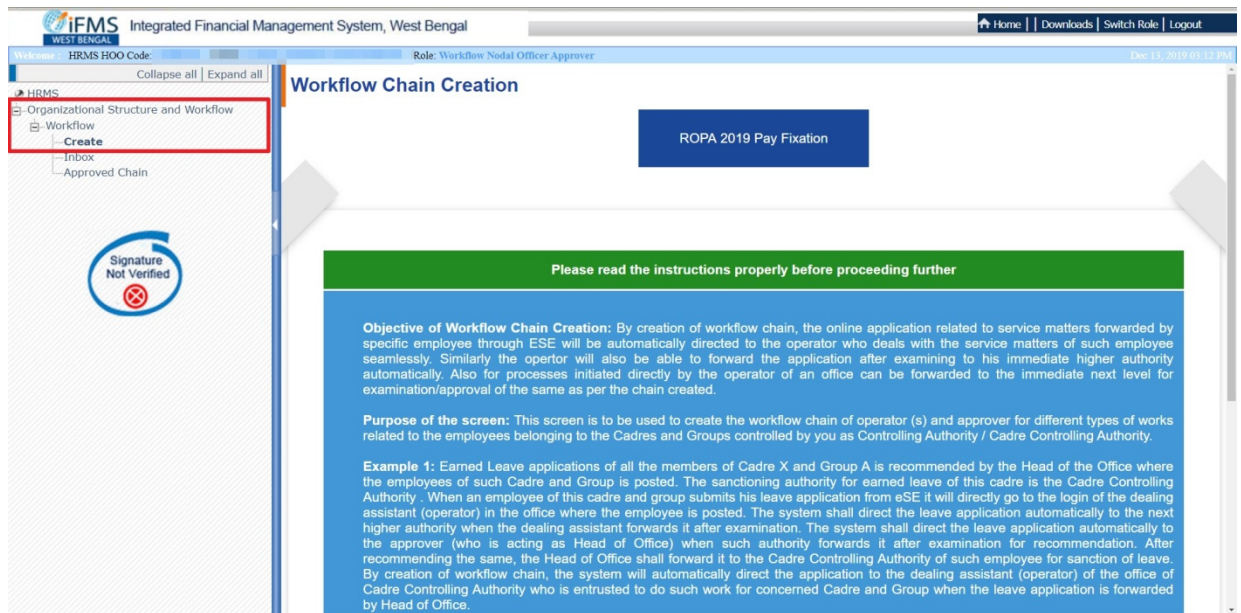 iFMS
WEST BENGAL
Integrated Financial Management System, West Bengal
Home | | Downloads | Switch Role | Logout
Welcome : HRMS HOO Code:
Role: Workflow Nodal Officer Approver
Dec 13, 2019 03:12 PM
Collapse all | Expand all
HRMS
Organizational Structure and Workflow
Workflow
Create
Inbox
Approved Chain
Signature
Not Verified
Workflow Chain Creation
ROPA 2019 Pay Fixation
Please read the instructions properly before proceeding further
Objective of Workflow Chain Creation: By creation of workflow chain, the online application related to service matters forwarded by
specific employee through ESE will be automatically directed to the operator who deals with the service matters of such employee
seamlessly. Similarly the opertor will also be able to forward the application after examining to his immediate higher authority
automatically. Also for processes initiated directly by the operator of an office can be forwarded to the immediate next level for
examination/approval of the same as per the chain created.
Purpose of the screen: This screen is to be used to create the workflow chain of operator (s) and approver for different types of works
related to the employees belonging to the Cadres and Groups controlled by you as Controlling Authority / Cadre Controlling Authority.
Example 1: Earned Leave applications of all the members of Cadre X and Group A is recommended by the Head of the Office where
the employees of such Cadre and Group is posted. The sanctioning authority for earned leave of this cadre is the Cadre Controlling
Authority . When an employee of this cadre and group submits his leave application from eSE it will directly go to the login of the dealing
assistant (operator) in the office where the employee is posted. The system shall direct the leave application automatically to the next
higher authority when the dealing assistant forwards it after examination. The system shall direct the leave application automatically to
the approver (who is acting as Head of Office) when such authority forwards it after examination for recommendation. After
recommending the same, the Head of Office shall forward it to the Cadre Controlling Authority of such employee for sanction of leave.
By creation of workflow chain, the system will automatically direct the application to the dealing assistant (operator) of the office of
Cadre Controlling Authority who is entrusted to do such work for concerned Cadre and Group when the leave application is forwarded
by Head of Office.